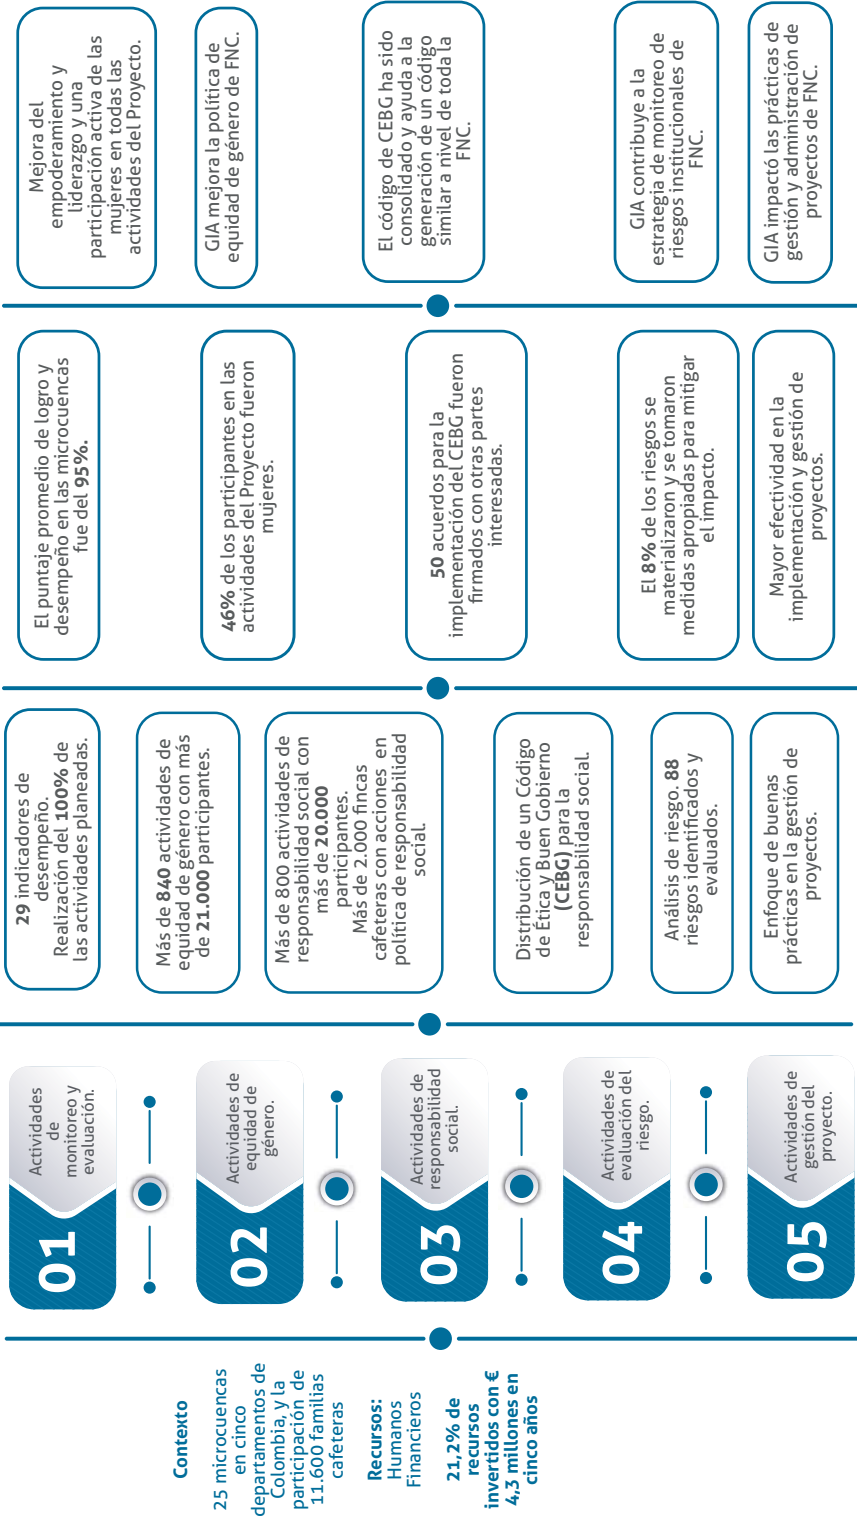 Contexto
25 microcuencas
en cinco
departamentos de
Colombia, y la
participación de
11.600 familias
cafeteras
Recursos:
Humanos
Financieros
21,2% de
recursos
invertidos con €
4,3 millones en
cinco años
01
Actividades
de
monitoreo y
evaluación.
02
Actividades de
equidad de
género.
03
Actividades de
responsabilidad
social.
04
Actividades de
evaluación del
riesgo.
05
Actividades de
gestión del
proyecto.
29 indicadores de
desempeño.
Realización del 100% de
las actividades planeadas.
Más de 840 actividades de
equidad de género con más
de 21.000 participantes.
Más de 800 actividades de
responsabilidad social con
más de 20.000
participantes.
Más de 2.000 fincas
cafeteras con acciones en
política de responsabilidad
social.
Distribución de un Código
de Ética y Buen Gobierno
(CEBG) para la
responsabilidad social.
Análisis de riesgo. 88
riesgos identificados y
evaluados.
Enfoque de buenas
prácticas en la gestión de
proyectos.
El puntaje promedio de logro y
desempeño en las microcuencas
fue del 95%.
46% de los participantes en las
actividades del Proyecto fueron
mujeres.
50 acuerdos para la
implementación del CEBG fueron
firmados con otras partes
interesadas.
El 8% de los riesgos se
materializaron y se tomaron
medidas apropiadas para mitigar
el impacto.
Mayor efectividad en la
implementación y gestión de
proyectos.
Mejora del
empoderamiento y
liderazgo y una
participación activa de las
mujeres en todas las
actividades del Proyecto.
GIA mejora la política de
equidad de género de FNC.
El código de CEBG ha sido
consolidado y ayuda a la
generación de un código
similar a nivel de toda la
FNC.
GIA contribuye a la
estrategia de monitoreo de
riesgos institucionales de
FNC.
GIA impactó las prácticas de
gestión y administración de
proyectos de FNC.